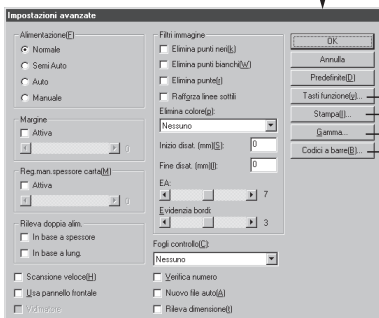 Impostazioni avanzate
Alimentazione(F)
Normale
Semi Auto
Auto
Manuale
Margine
Attiva
0
Reg.man.spessore carta(M)
Attiva
0
Rileva doppia alim.
In base a spessore
In base a lung.
Scansione veloce(H)
Usa pannello frontale
Vidimatore
Filtri immagine
Elimina punti neri(k)
Elimina punti bianchi(W)
Elimina punte(r)
Rafforza linee sottili
Elimina colore(o):
Nessuno
Inizio disat. (mm)(S): 0
Fine disat. (mm)(I): 0
EA:
7
Evidenzia bordi:
3
Fogli controllo(C):
Nessuno
Verifica numero
Nuovo file auto(A)
Rileva dimensione(t)
OK
Annulla
Predefinite(D)
Tasti funzione(v)...
Stampa(I)...
Gamma...
Codici a barre(B)...